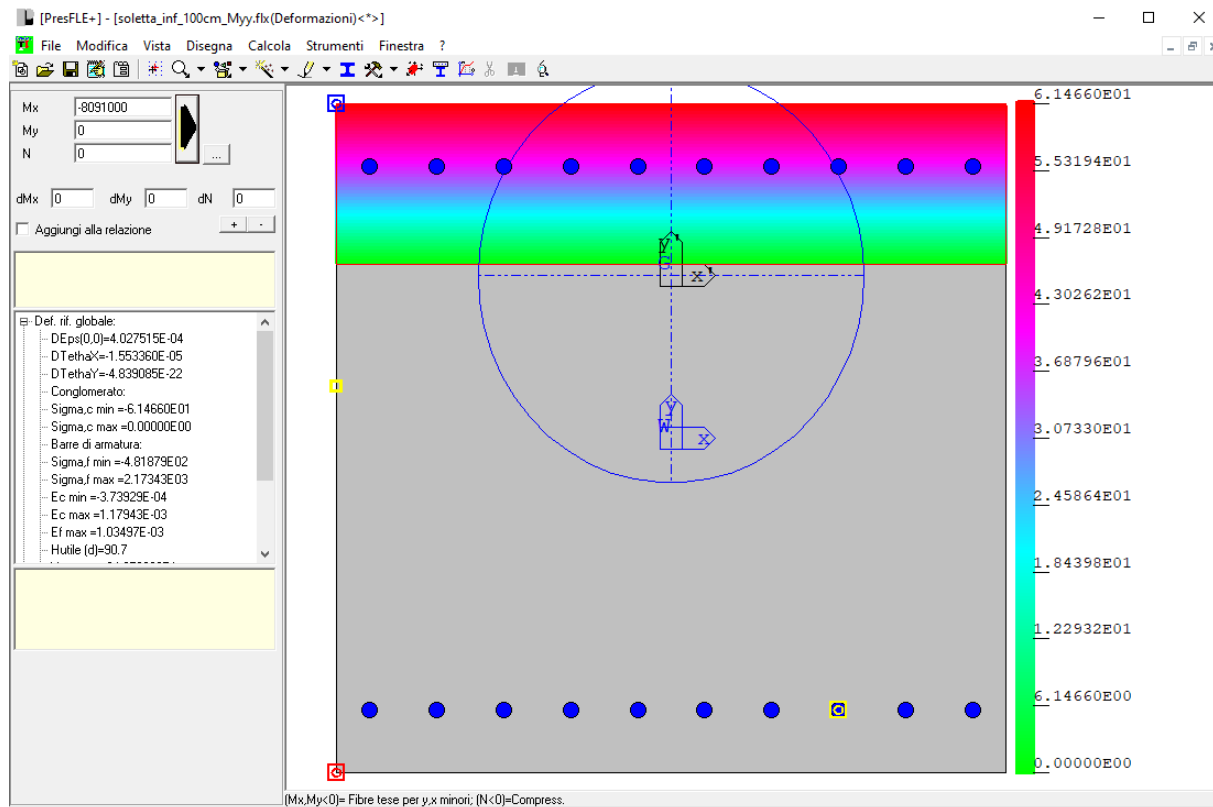 [PresFLE+] - [soletta_inf_100cm_Myy.flx(Deformazioni)<*>]
File Modifica Vista Disegna Calcola Strumenti Finestra ?
Mx -8091000
My 0
N 0
...
dMx 0 dMy 0 dN 0
Aggiungi alla relazione + -
Def. rif. globale:
DEps(0,0)=4.027515E-04
DTethaX=-1.553360E-05
DTethaY=-4.839085E-22
Conglomerato:
Sigma,c min =-6.14660E01
Sigma,c max =0.00000E00
Barre di armatura:
Sigma,f min =-4.81879E02
Sigma,f max =2.17343E03
Ec min =-3.73929E-04
Ec max =1.17943E-03
Ef max =1.03497E-03
Hutile (d)=90.7
y
G
x
y
W
x
6.14660E01
5.53194E01
4.91728E01
4.30262E01
3.68796E01
3.07330E01
2.45864E01
1.84398E01
1.22932E01
6.14660E00
0.00000E00
(Mx,My<0)= Fibre tese per y,x minori; (N<0)=Compress.